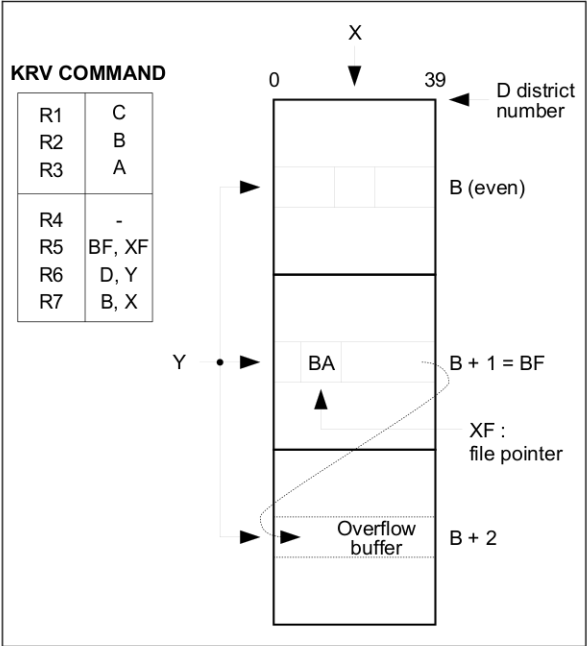 X
KRV COMMAND
0 39
D district
number
R1 C
R2 B
R3 A
R4 -
R5 BF, XF
R6 D, Y
R7 B, X
B (even)
Y
BA
B + 1 = BF
XF :
file pointer
Overflow
buffer
B + 2